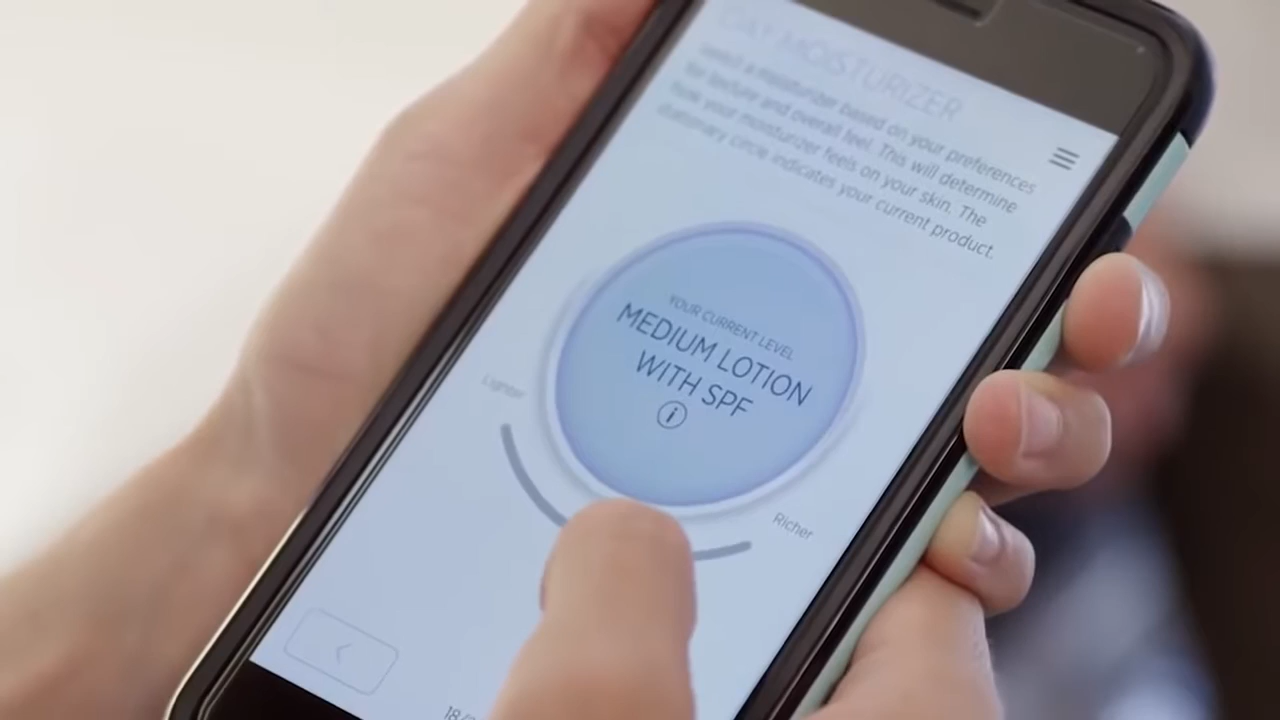 DAY MOISTURIZER
Select a moisturizer based on your preferences
for texture and overall feel. This will determine
how your moisturizer feels on your skin. The
stationary circle indicates your current product.
YOUR CURRENT LEVEL
MEDIUM LOTION
WITH SPF
i
Lighter
Richer
<